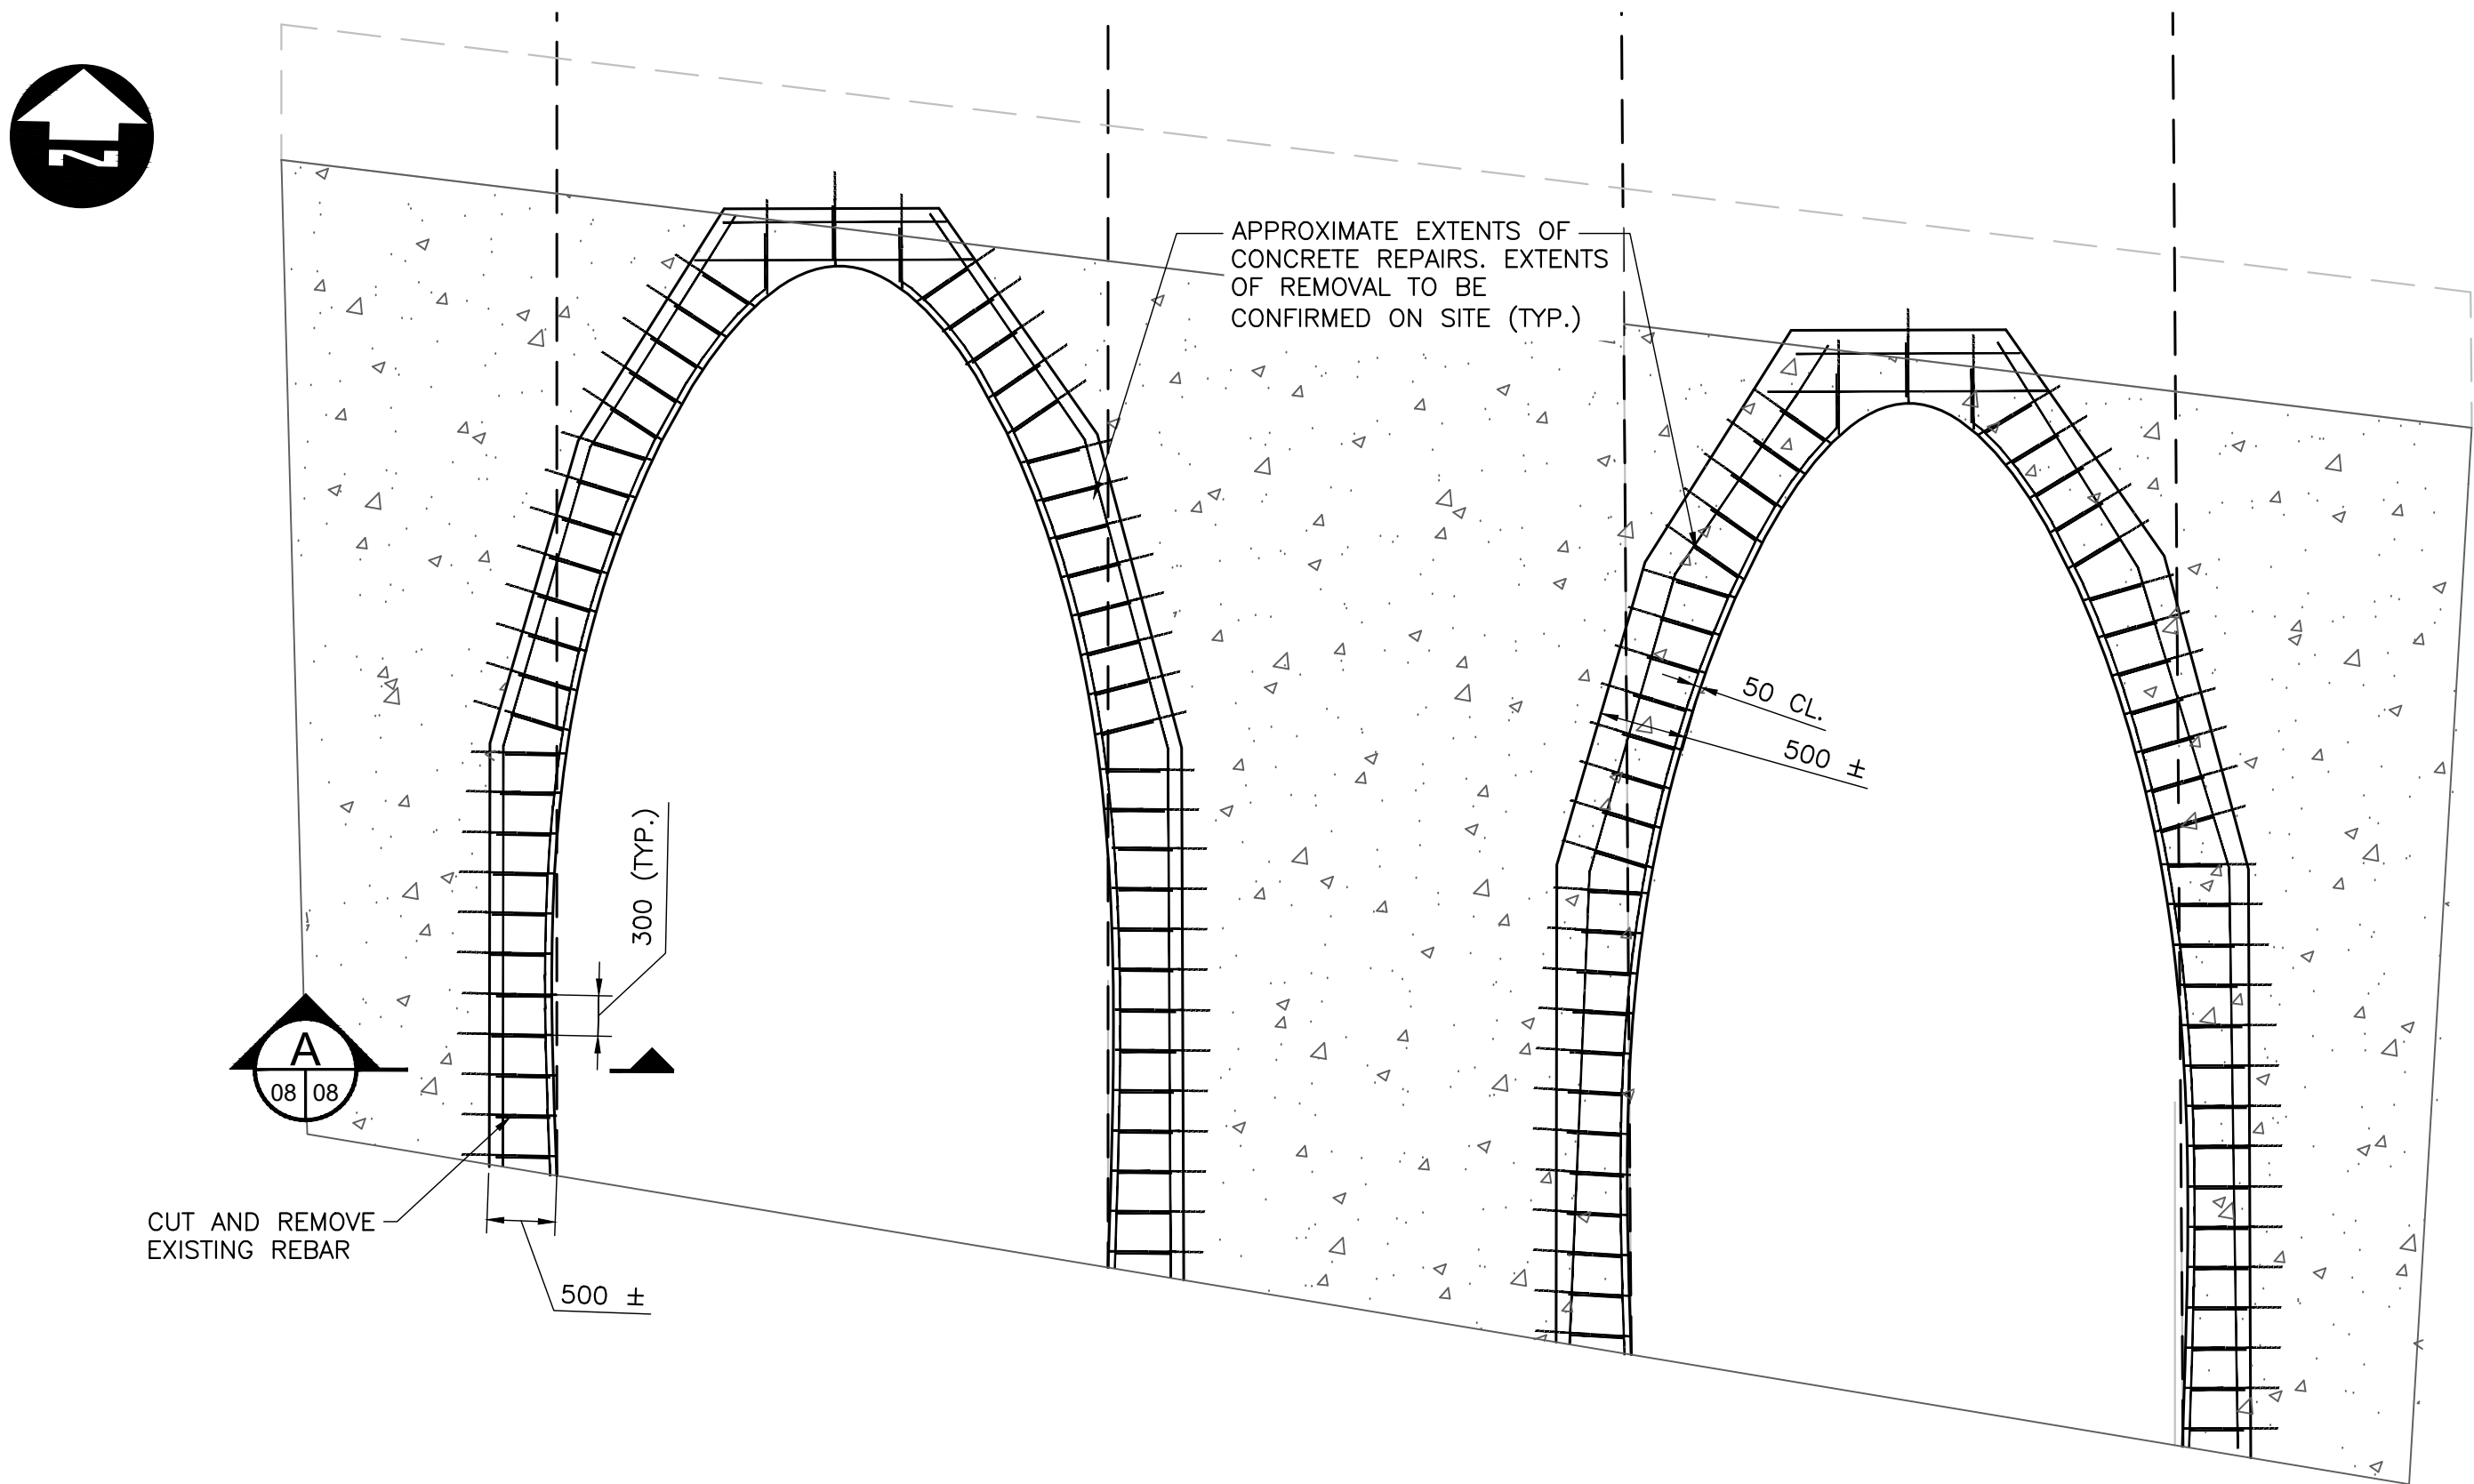 N
APPROXIMATE EXTENTS OF
CONCRETE REPAIRS. EXTENTS
OF REMOVAL TO BE
CONFIRMED ON SITE (TYP.)
50 CL.
500 ±
300 (TYP.)
A
08 08
CUT AND REMOVE
EXISTING REBAR
500 ±